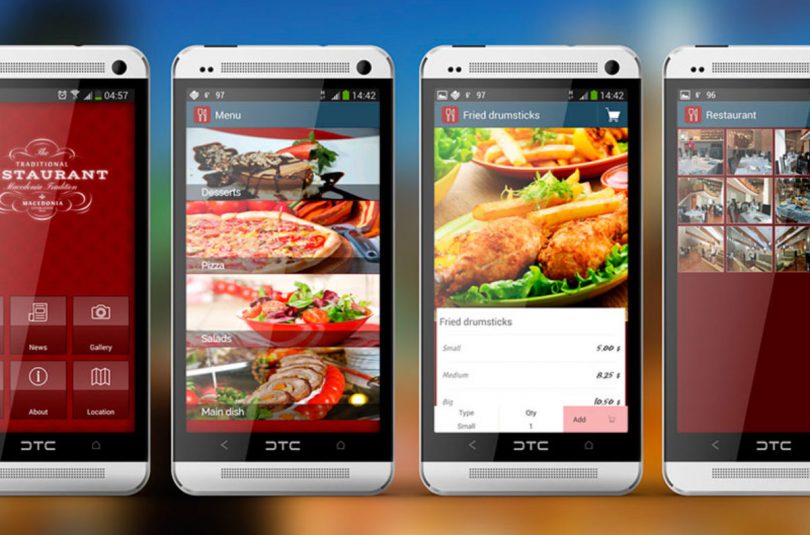 04:57
The
TRADITIONAL
STAURANT
Macedonia Tradition
MACEDONIA
News
Gallery
About
Location
DTC
97
14:42
Menu
Desserts
Pizza
Salads
Main dish
DTC
97
14:42
Fried drumsticks
Fried drumsticks
Small 5.00 $
Medium 8.25 $
Big 10.50 $
Type Qty Add
Small 1
DTC
96
Restaurant
DTC